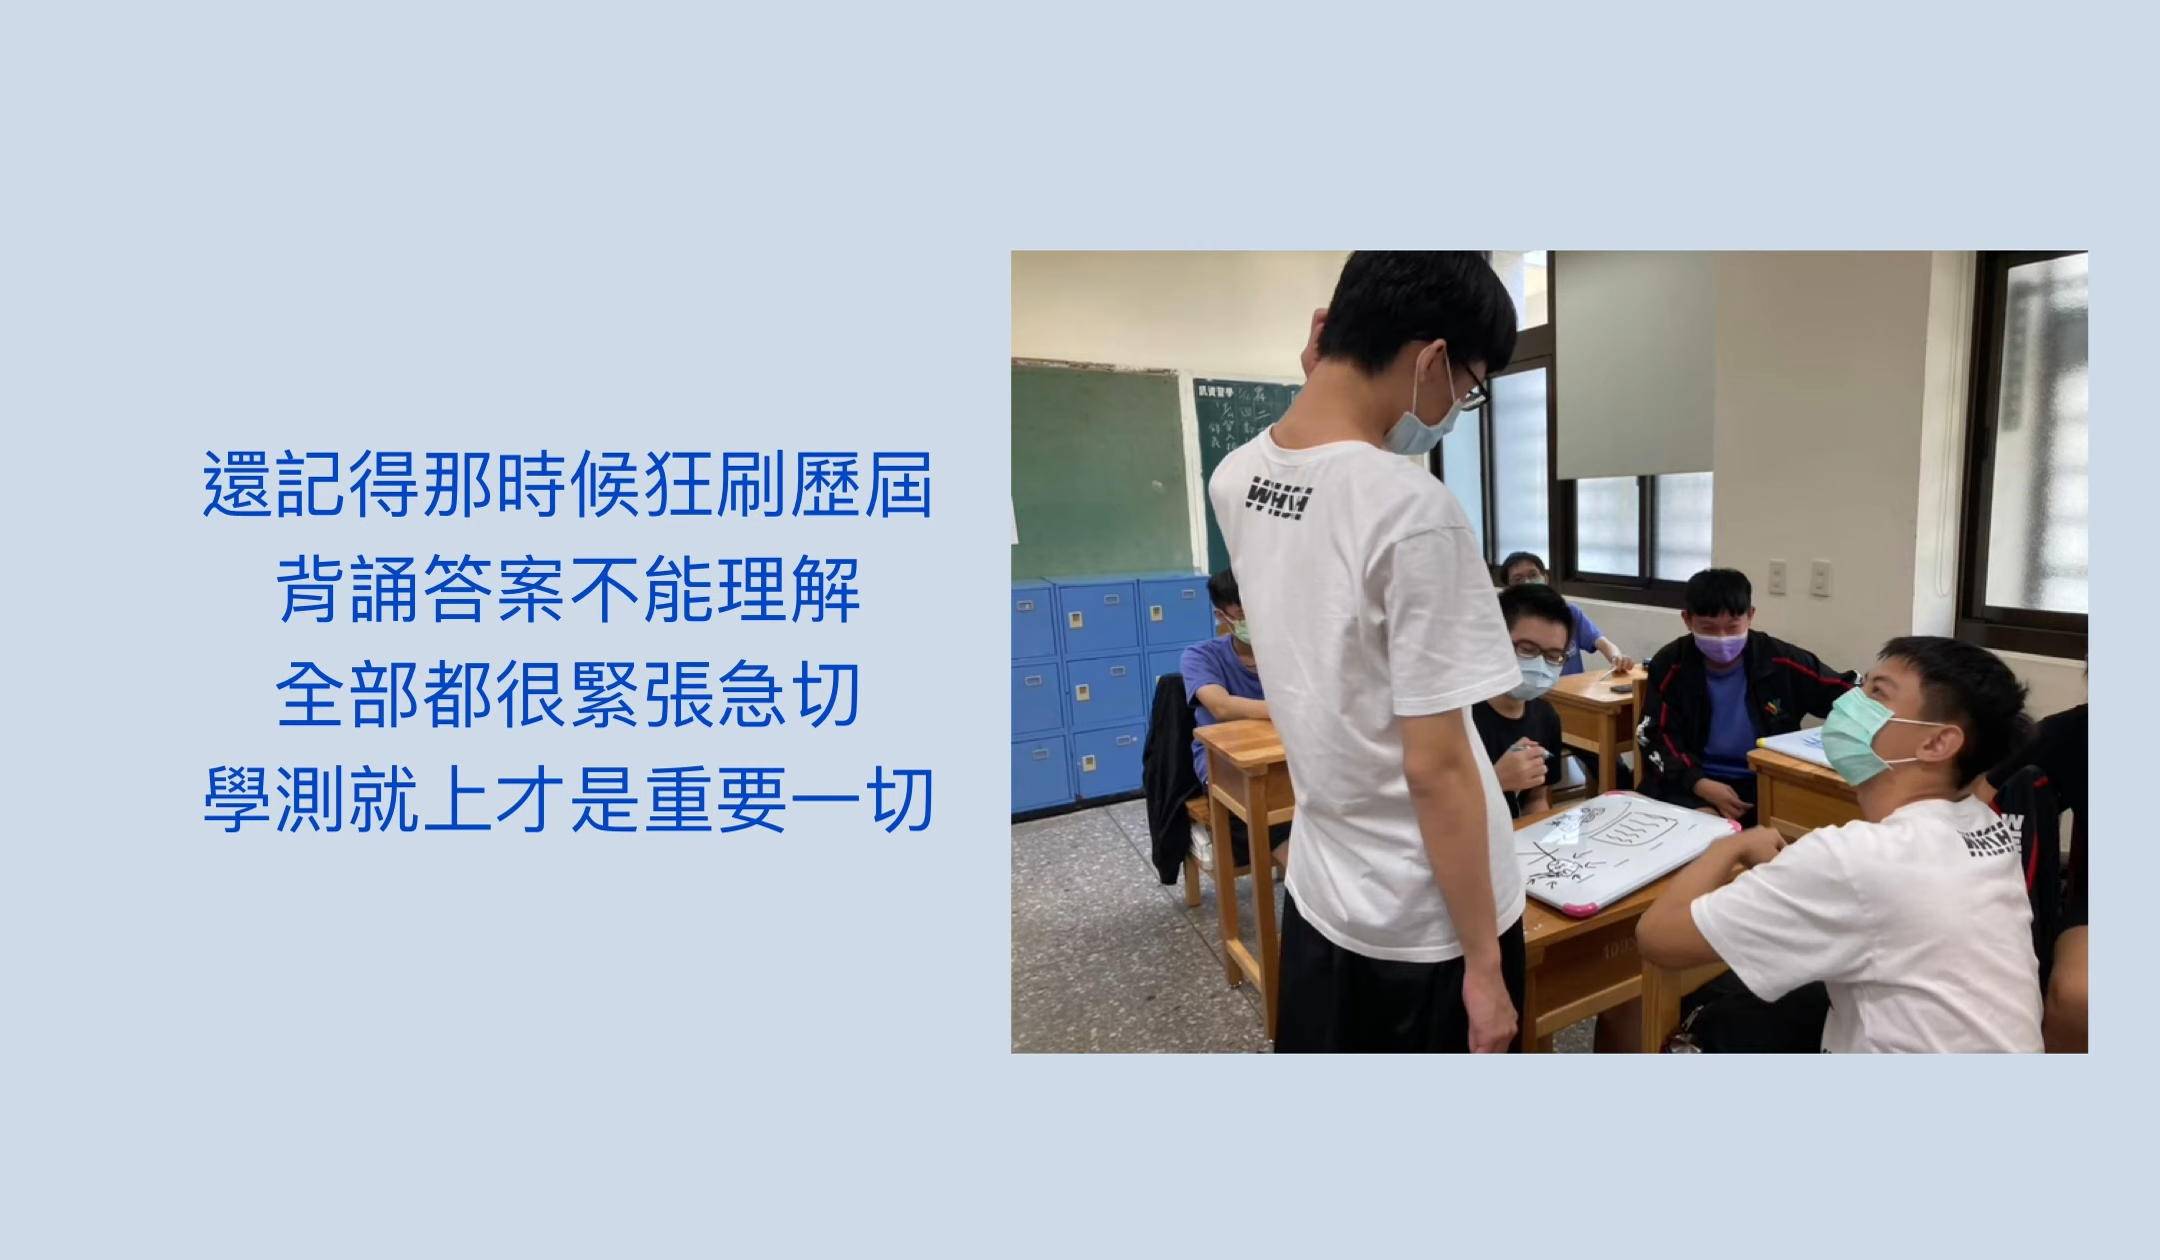 還記得那時候狂刷歷屆
背誦答案不能理解
全部都很緊張急切
學測就上才是重要一切